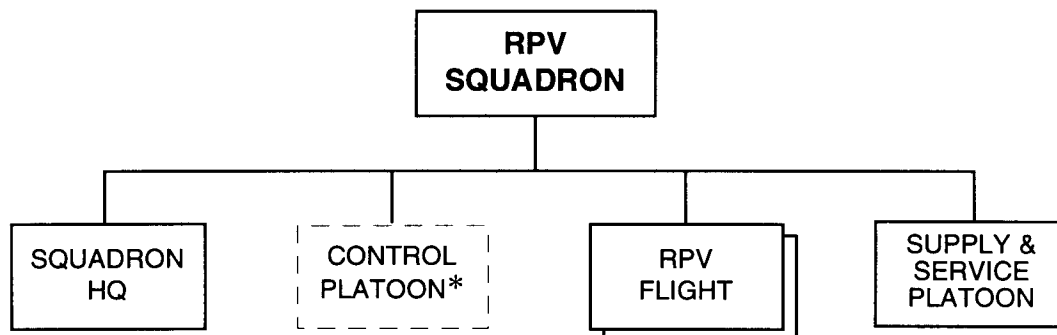 RPV
SQUADRON
SQUADRON
HQ
CONTROL
PLATOON*
RPV
FLIGHT
SUPPLY &
SERVICE
PLATOON